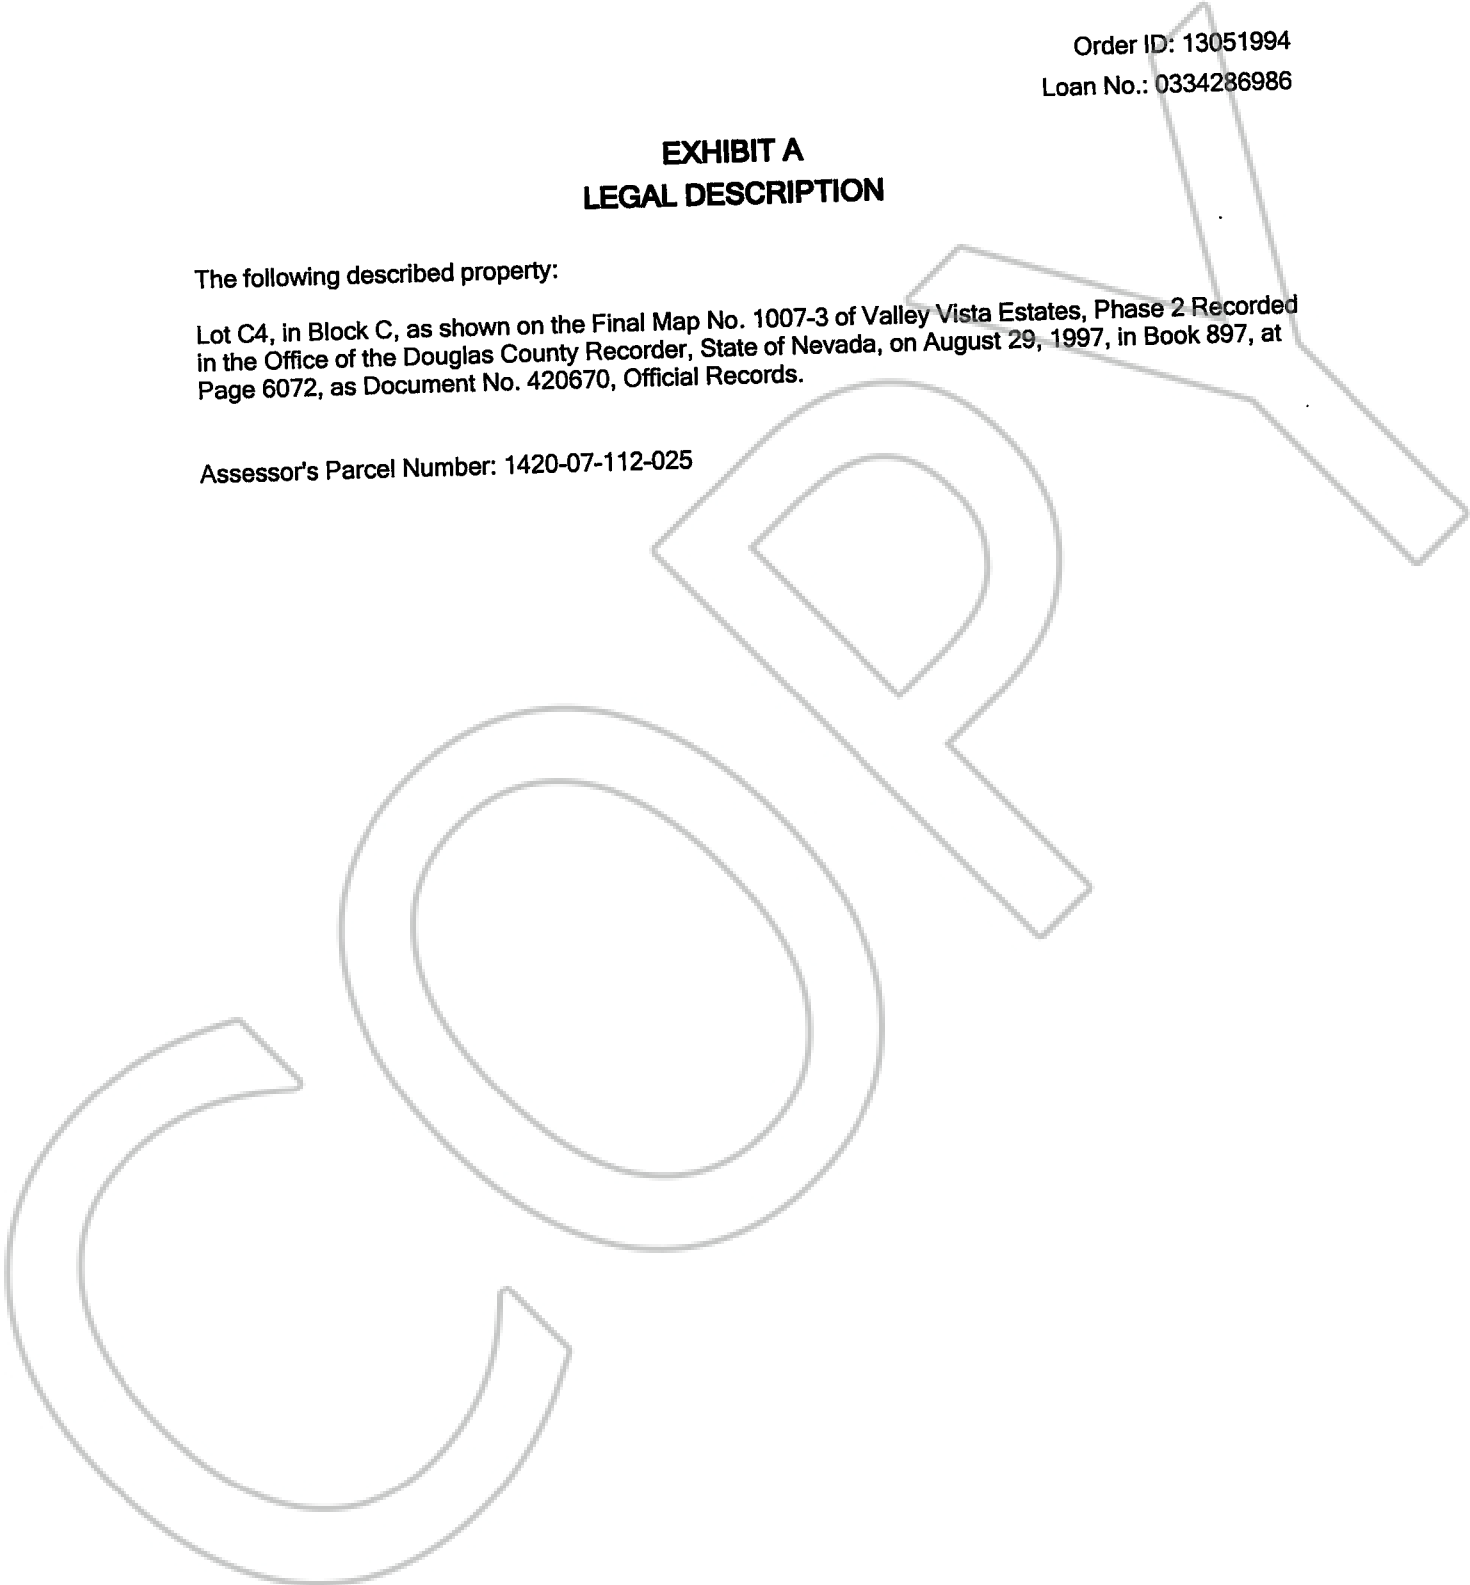 Order ID: 13051994
Loan No.: 0334286986
EXHIBIT A
LEGAL DESCRIPTION
The following described property:
Lot C4, in Block C, as shown on the Final Map No. 1007-3 of Valley Vista Estates, Phase 2 Recorded
in the Office of the Douglas County Recorder, State of Nevada, on August 29, 1997, in Book 897, at
Page 6072, as Document No. 420670, Official Records.
Assessor's Parcel Number: 1420-07-112-025
COPY